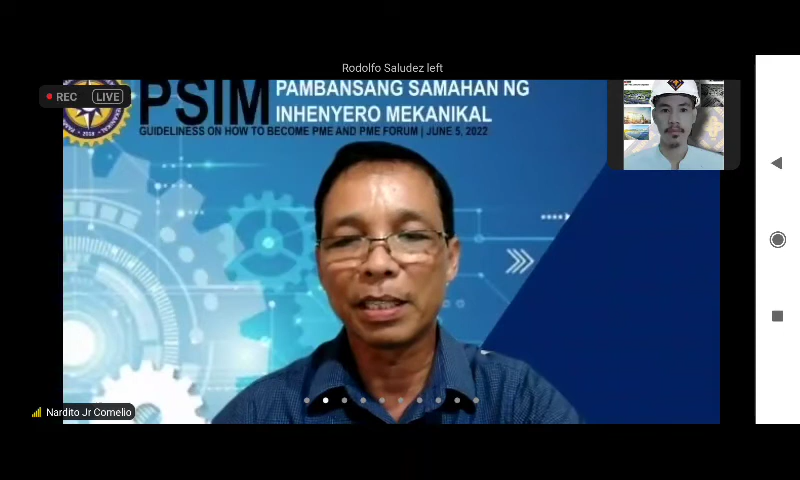 Rodolfo Saludez left
REC
LIVE
PSIM
PAMBANSANG SAMAHAN NG
INHENYERO MEKANIKAL
GUIDELINESS ON HOW TO BECOME PME AND PME FORUM | JUNE 5, 2022
Nardito Jr Comelio